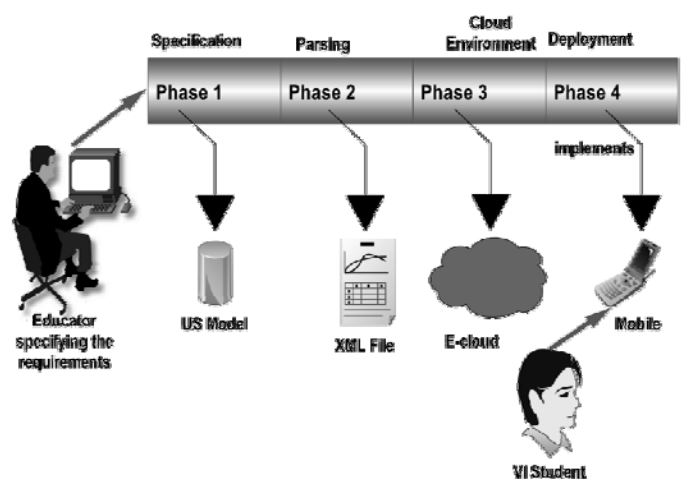 Specification
Parsing
Cloud
Environment
Deployment
Phase 1
Phase 2
Phase 3
Phase 4
implements
Educator
specifying the
requirements
US Model
XML File
E-cloud
Mobile
VI Student